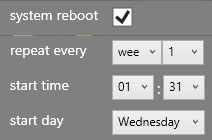 system reboot
repeat every wee 1
start time 01 : 31
start day Wednesday